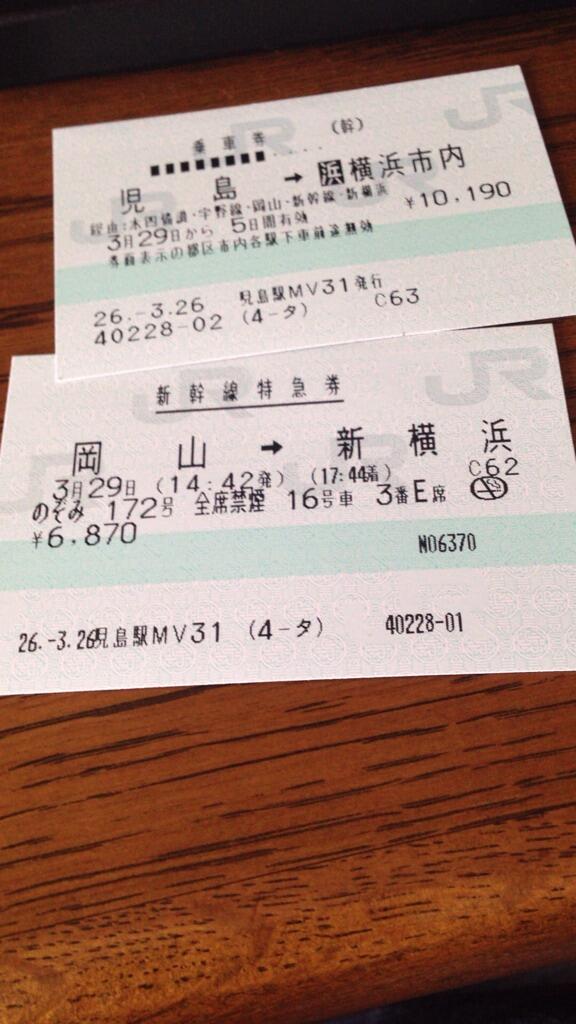 乗車券 (幹)
児島 → 浜横浜市内
経由:本四備讃・宇野線・岡山・新幹線・新横浜
¥10,190
3月29日から 5日間有効
券面表示の都区市内各駅下車前途無効
26.-3.26 児島駅MV31発行
40228-02 (4-タ) C63
新幹線特急券
岡山 → 新横浜
C62
3月29日 (14:42発) (17:44着)
のぞみ 172号 全席禁煙 16号車 3番E席
¥6,870
N06370
26.-3.26児島駅MV31 (4-タ) 40228-01
JR
JR
JR
JR